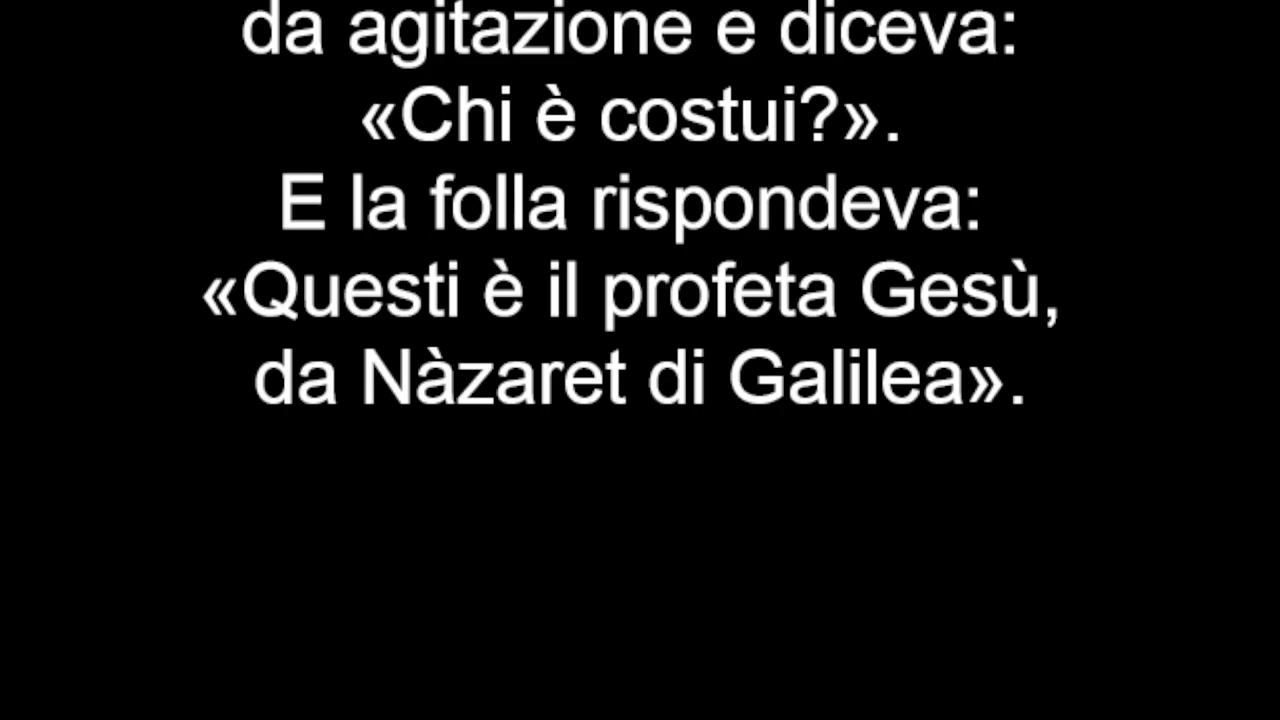 da agitazione e diceva:
«Chi è costui?».
E la folla rispondeva:
«Questi è il profeta Gesù,
da Nàzaret di Galilea».